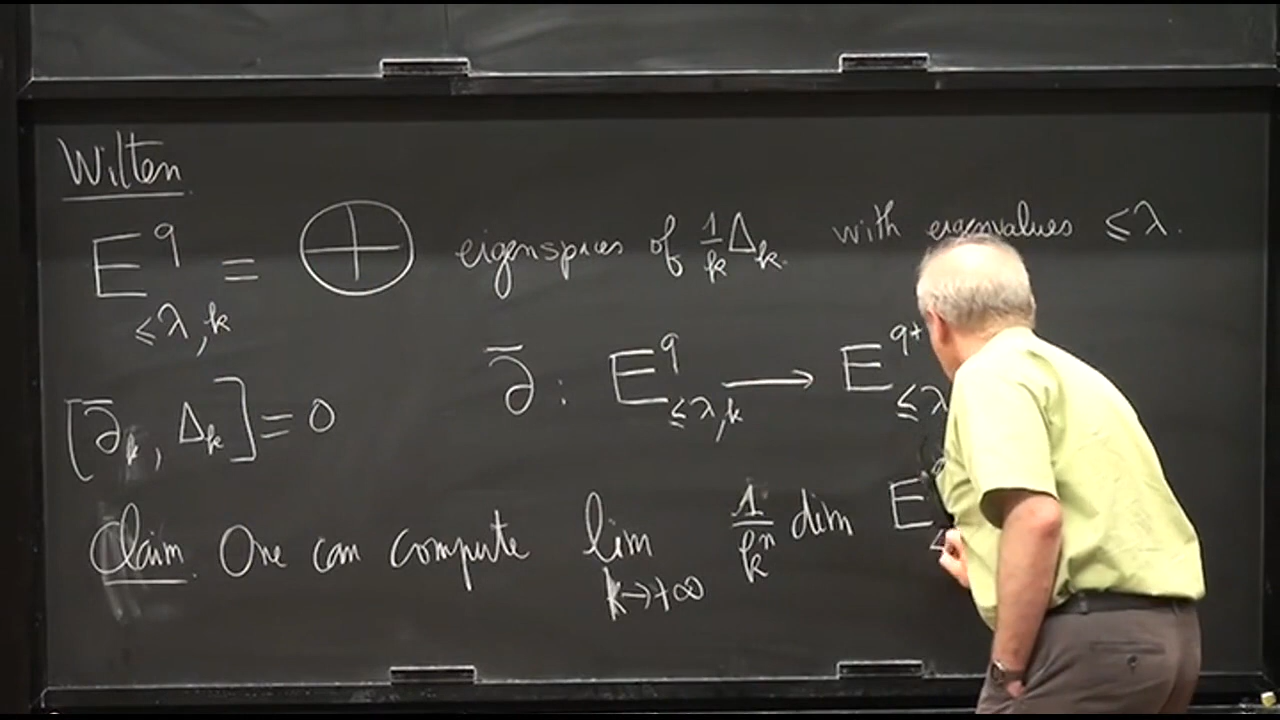 Witten
E^q_{≤λ,k} = ⊕ eigenspaces of 1/k Δ_k. with eigenvalues ≤ λ.
[∂̄_k, Δ_k] = 0 ∂̄ : E^q_{≤λ,k} ⟶ E^{q+}_{≤λ}
Claim. One can compute lim_{k→+∞} 1/k^n dim E